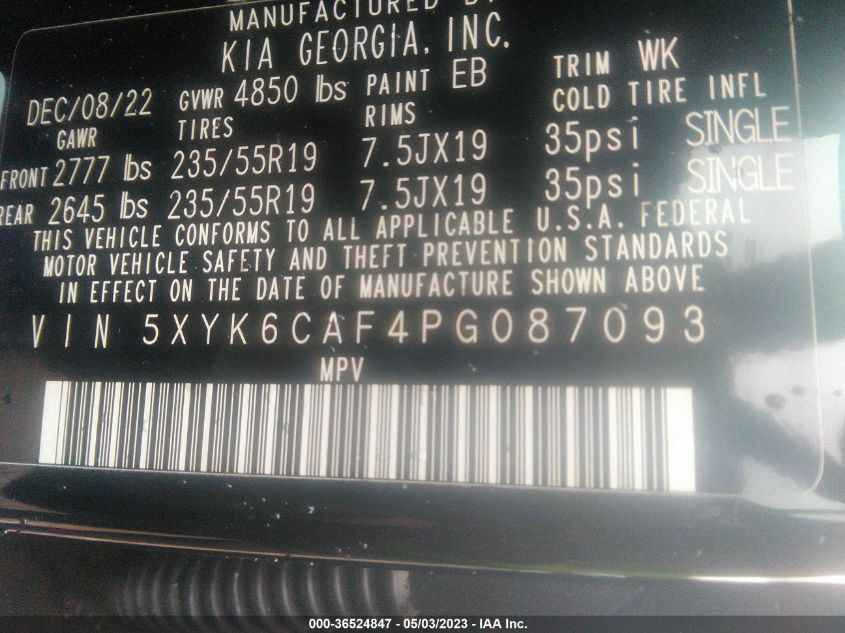 MANUFACTURED BY
KIA GEORGIA, INC.
DEC/08/22 GVWR 4850 lbs PAINT EB TRIM WK
GAWR TIRES RIMS COLD TIRE INFL
FRONT 2777 lbs 235/55R19 7.5JX19 35psi SINGLE
REAR 2645 lbs 235/55R19 7.5JX19 35psi SINGLE
THIS VEHICLE CONFORMS TO ALL APPLICABLE U.S.A. FEDERAL
MOTOR VEHICLE SAFETY AND THEFT PREVENTION STANDARDS
IN EFFECT ON THE DATE OF MANUFACTURE SHOWN ABOVE
VIN 5XYK6CAF4PG087093
MPV
000-36524847 - 05/03/2023 - IAA Inc.